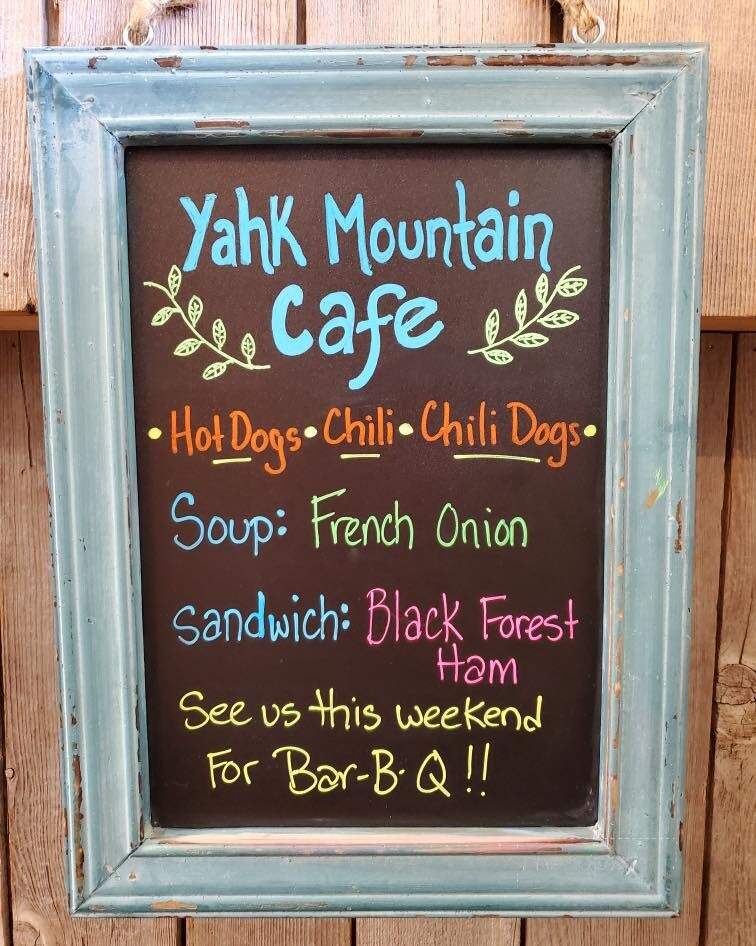 Yahk Mountain
Cafe
• Hot Dogs • Chili • Chili Dogs •
Soup: French Onion
Sandwich: Black Forest
Ham
See us this weekend
For Bar-B-Q!!